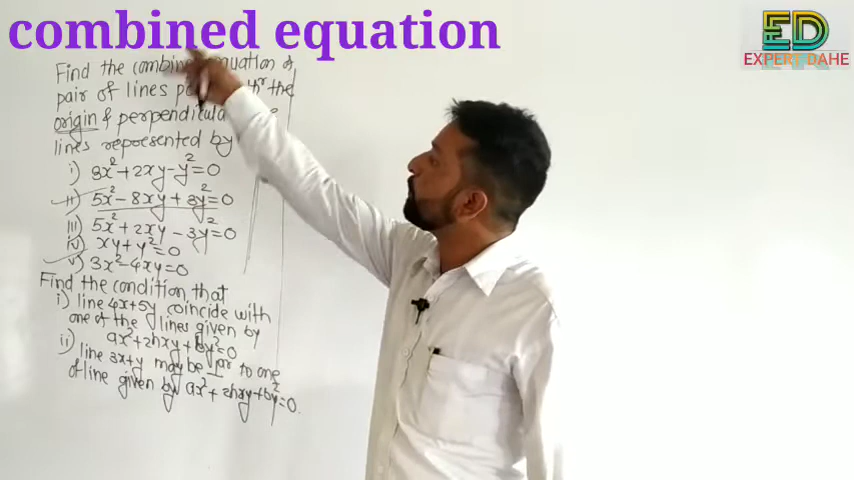 combined equation
ED
EXPERT DAHE
Find the combine equation of
pair of lines the
origin & perpendicula
lines represented by
i) 3x²+2xy-y²=0
ii) 5x²-8xy+3y²=0
iii) 5x²+2xy-3y²=0
iv) xy+y²=0
v) 3x²-4xy=0
Find the condition that
i) line 4x+5y coincide with
one of the lines given by
ax²+2hxy+by²=0
ii) line 3x+y may be ⊥ar to one
of line given by ax²+2hxy+by²=0.